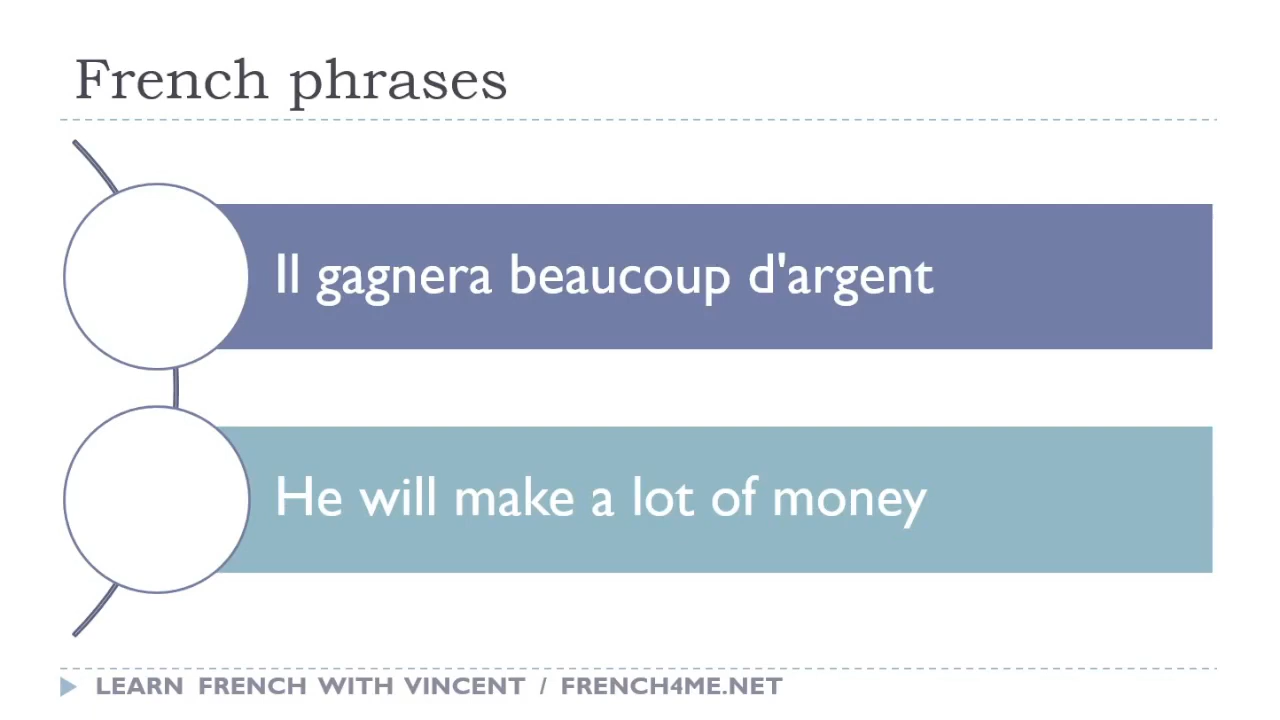 French phrases
Il gagnera beaucoup d'argent
He will make a lot of money
LEARN FRENCH WITH VINCENT / FRENCH4ME.NET